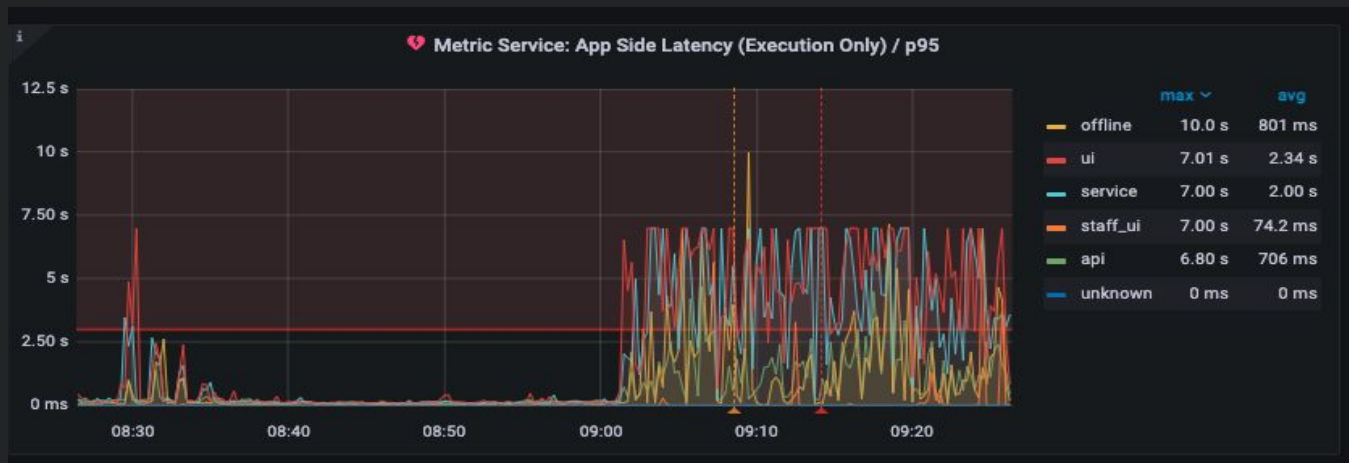 i
Metric Service: App Side Latency (Execution Only) / p95
12.5 s
10 s
7.50 s
5 s
2.50 s
0 ms
08:30 08:40 08:50 09:00 09:10 09:20
max avg
offline 10.0 s 801 ms
ui 7.01 s 2.34 s
service 7.00 s 2.00 s
staff_ui 7.00 s 74.2 ms
api 6.80 s 706 ms
unknown 0 ms 0 ms